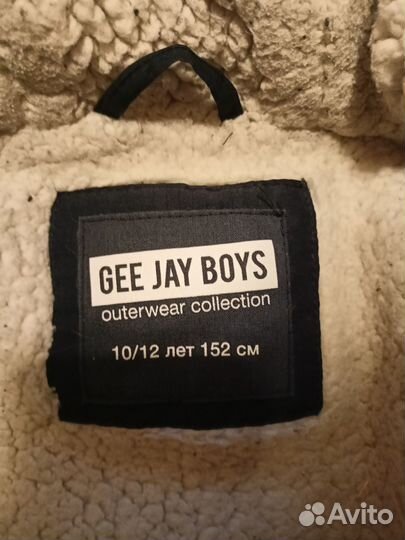 GEE JAY BOYS
outerwear collection
10/12 лет 152 см
Avito